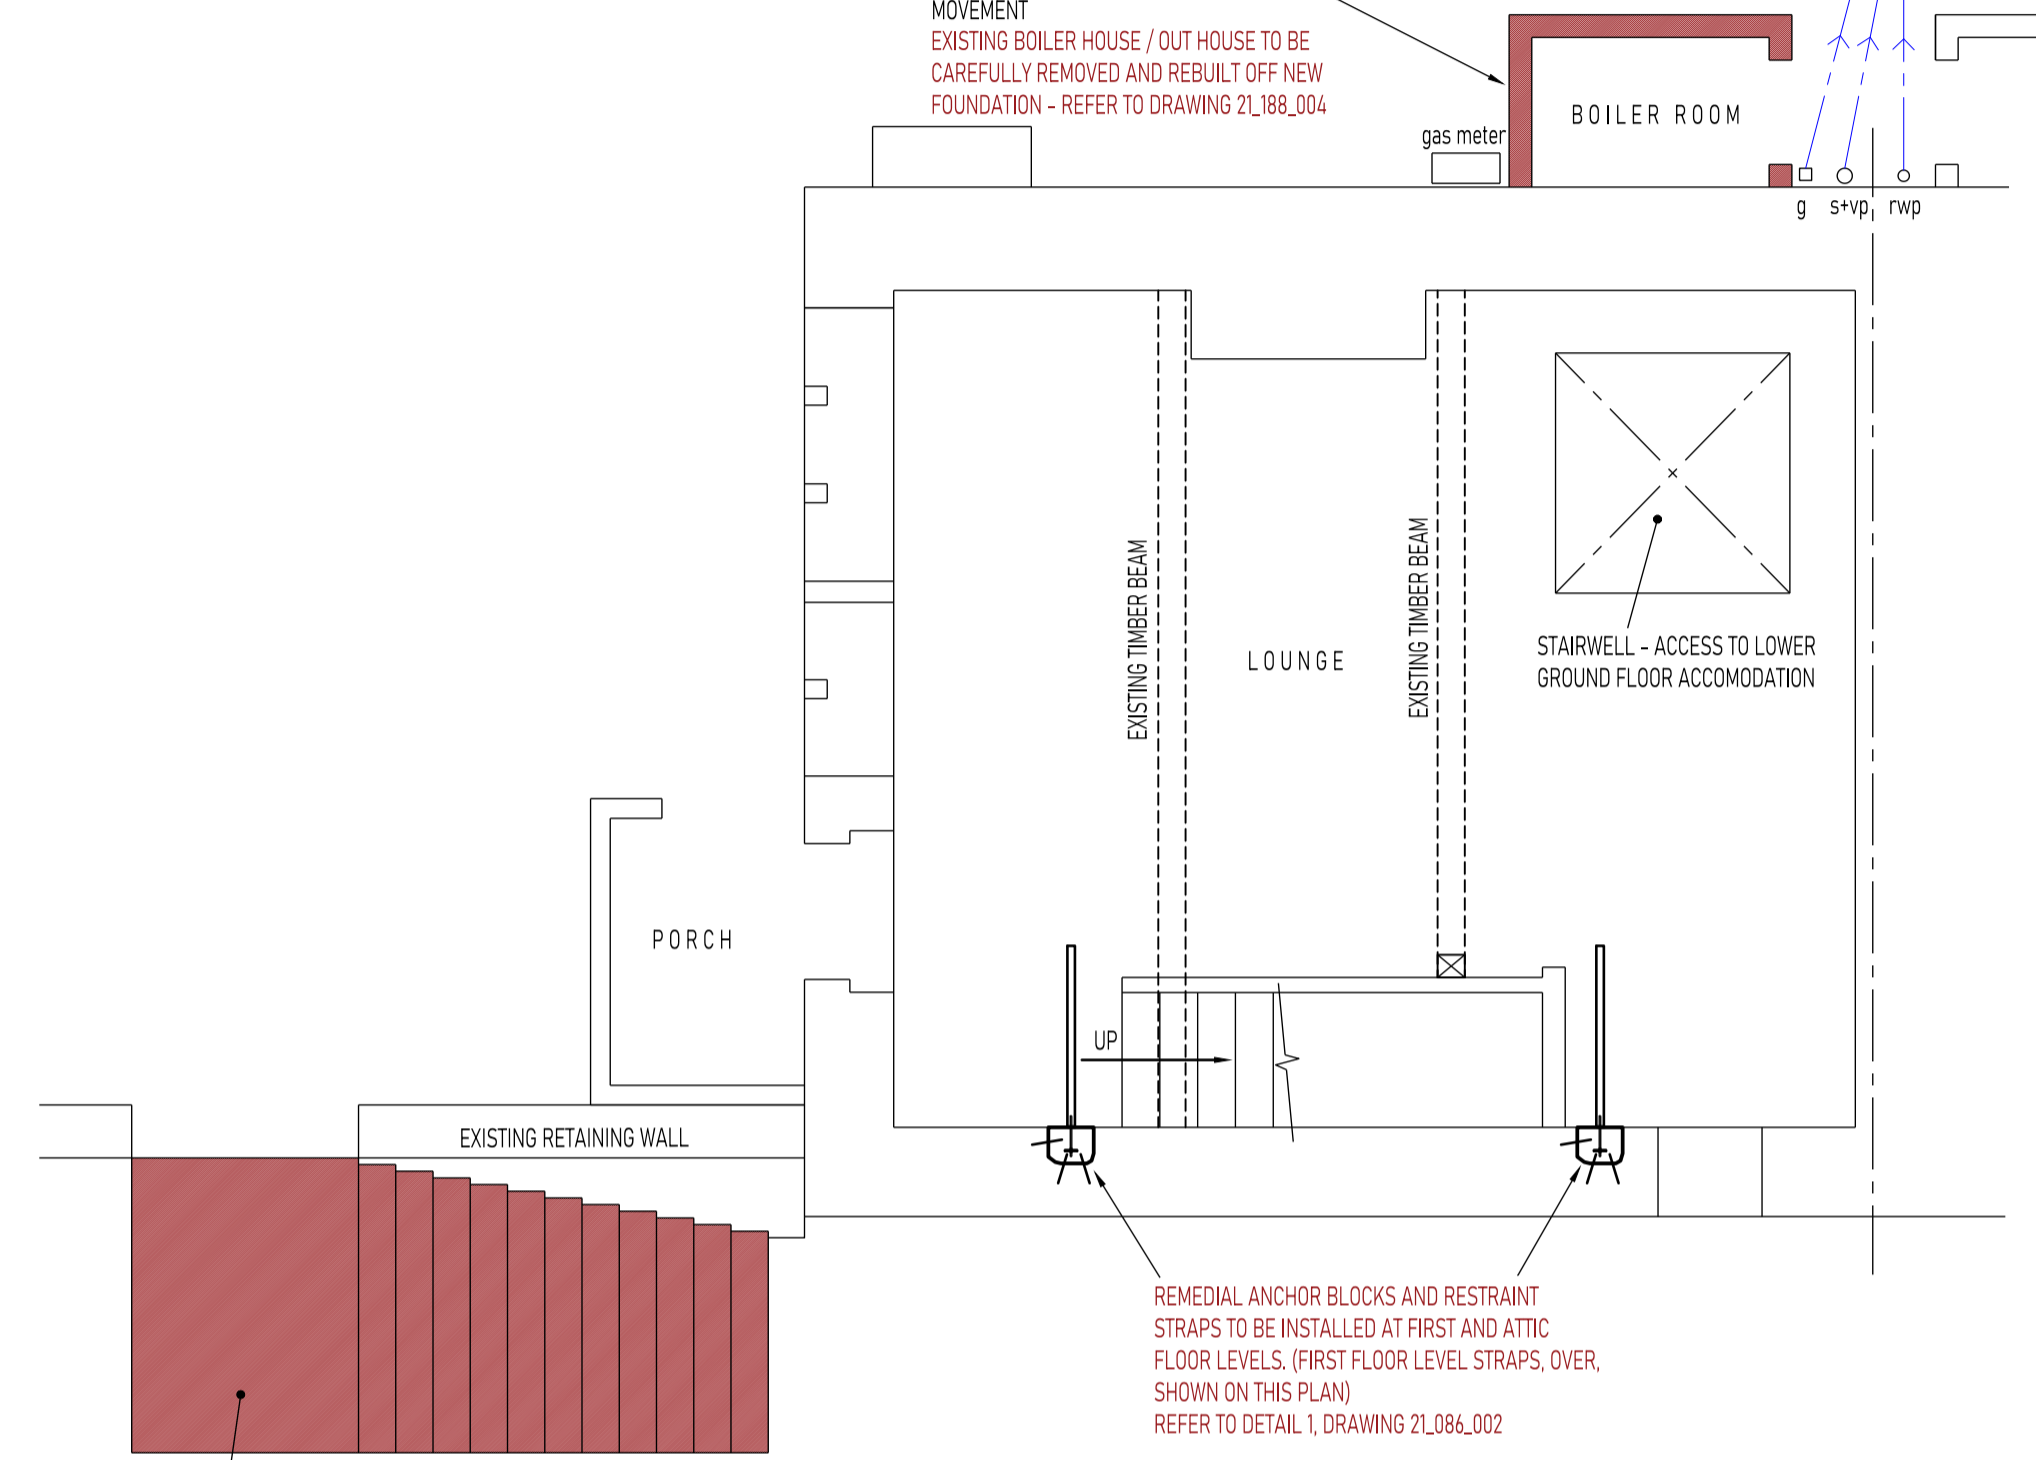 MOVEMENT
EXISTING BOILER HOUSE / OUT HOUSE TO BE
CAREFULLY REMOVED AND REBUILT OFF NEW
FOUNDATION - REFER TO DRAWING 21_188_004
gas meter
BOILER ROOM
g
s+vp
rwp
EXISTING TIMBER BEAM
LOUNGE
EXISTING TIMBER BEAM
STAIRWELL - ACCESS TO LOWER
GROUND FLOOR ACCOMODATION
PORCH
UP
EXISTING RETAINING WALL
REMEDIAL ANCHOR BLOCKS AND RESTRAINT
STRAPS TO BE INSTALLED AT FIRST AND ATTIC
FLOOR LEVELS. (FIRST FLOOR LEVEL STRAPS, OVER,
SHOWN ON THIS PLAN)
REFER TO DETAIL 1, DRAWING 21_086_002